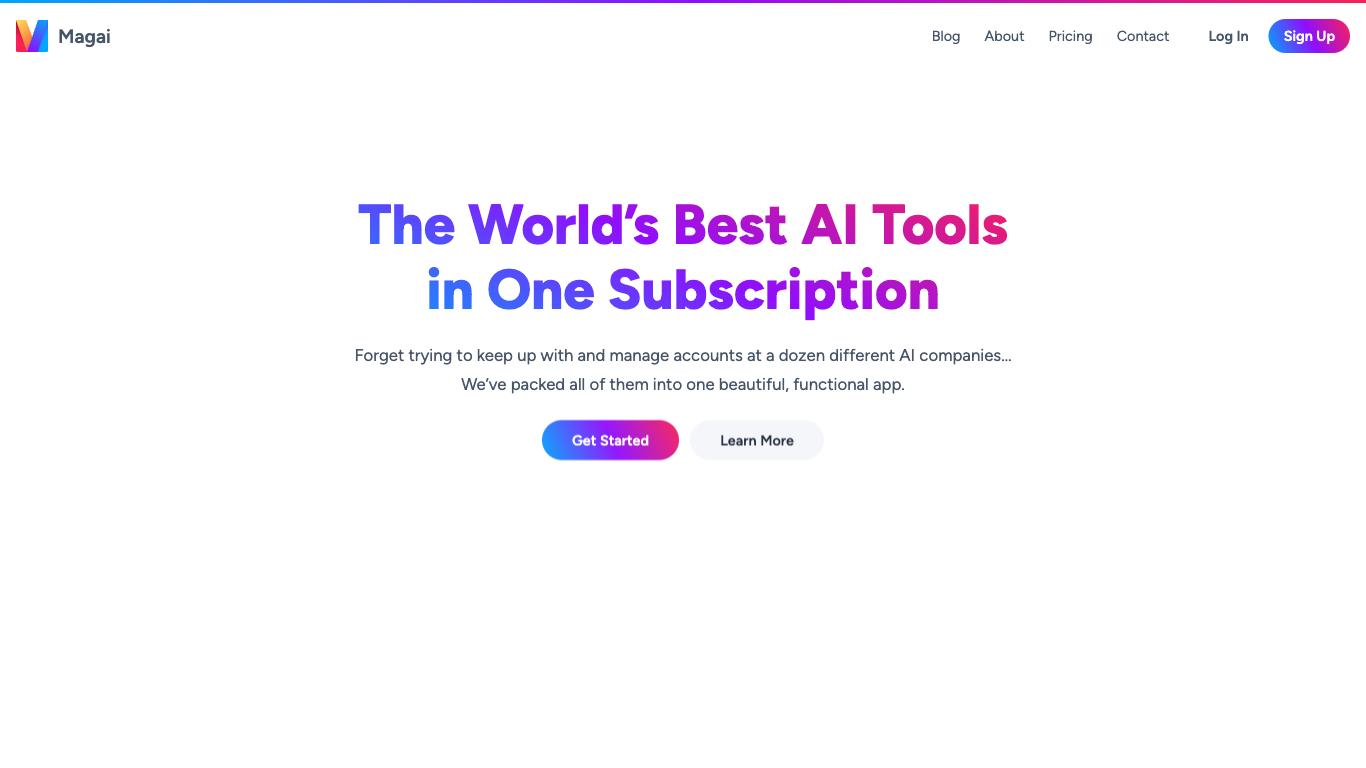 Magai
Blog
About
Pricing
Contact
Log In
Sign Up
The World’s Best AI Tools
in One Subscription
Forget trying to keep up with and manage accounts at a dozen different AI companies...
We’ve packed all of them into one beautiful, functional app.
Get Started
Learn More